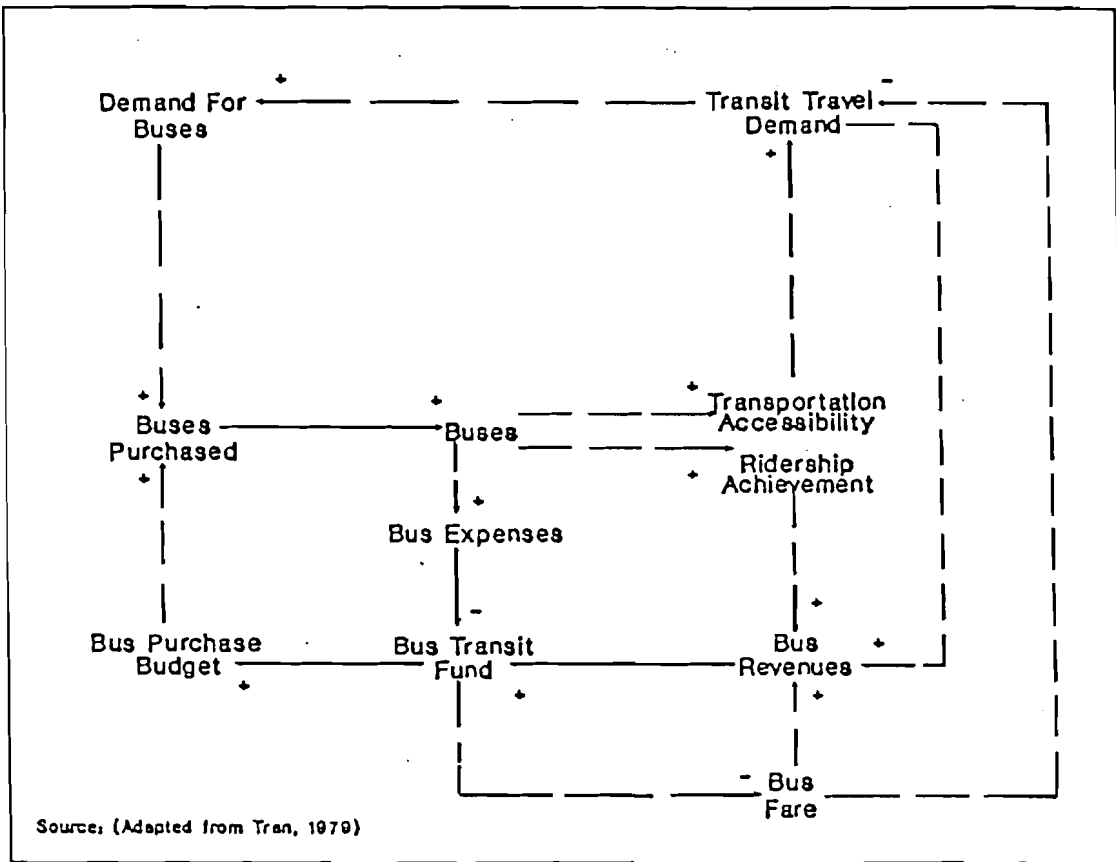 +
-
Demand For
Buses
Transit Travel
Demand
+
+
+
+
Buses
Purchased
+
Buses
Transportation
Accessibility
Ridership
Achievement
+
+
Bus Expenses
-
+
Bus Purchase
Budget
+
Bus Transit
Fund
+
Bus
Revenues
+
+
-
Bus
Fare
Source: (Adapted from Tran, 1979)